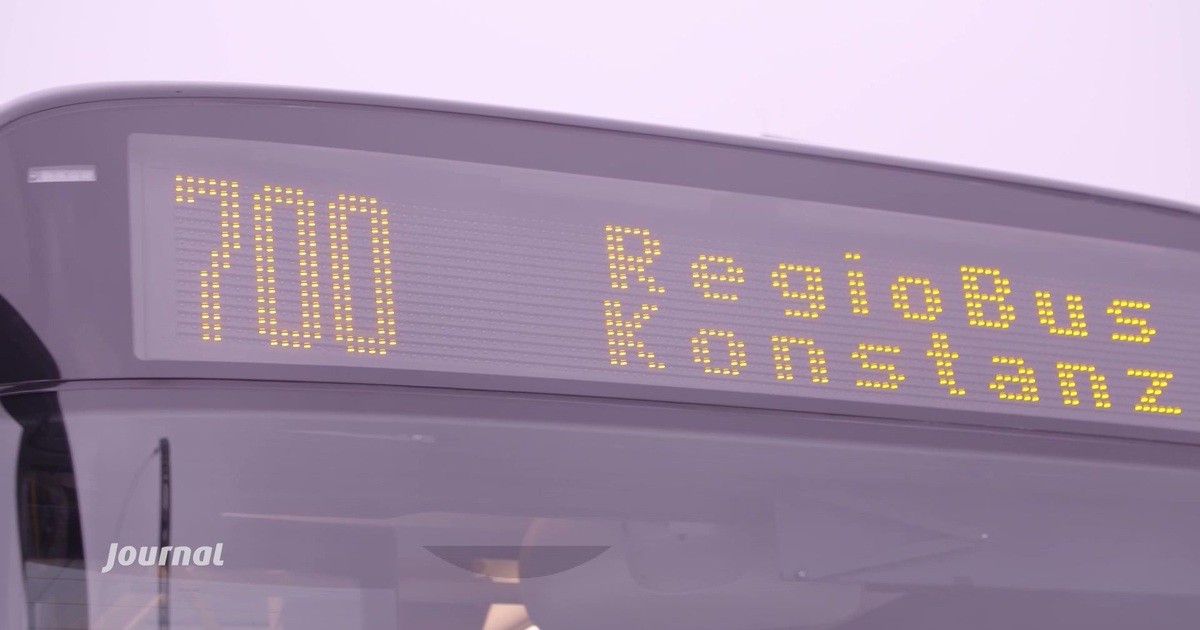 700 RegioBus
Konstanz
Journal